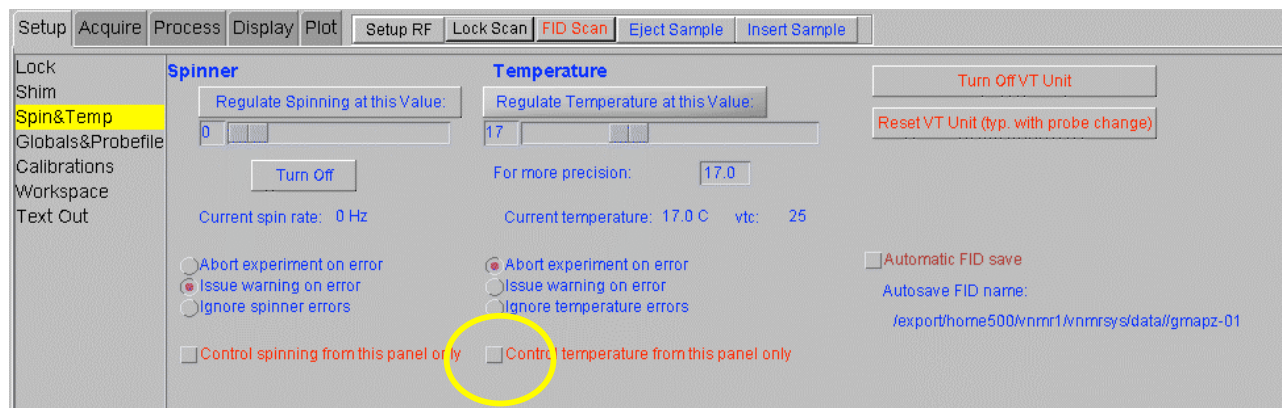 Setup Acquire Process Display Plot Setup RF Lock Scan FID Scan Eject Sample Insert Sample
Lock
Shim
Spin&Temp
Globals&Probefile
Calibrations
Workspace
Text Out
Spinner
Regulate Spinning at this Value:
0
Turn Off
Current spin rate: 0 Hz
Abort experiment on error
Issue warning on error
Ignore spinner errors
Control spinning from this panel only
Temperature
Regulate Temperature at this Value:
17
For more precision: 17.0
Current temperature: 17.0 C vtc: 25
Abort experiment on error
Issue warning on error
Ignore temperature errors
Control temperature from this panel only
Turn Off VT Unit
Reset VT Unit (typ. with probe change)
Automatic FID save
Autosave FID name:
/export/home500/vnmr1/vnmrsys/data//gmapz-01